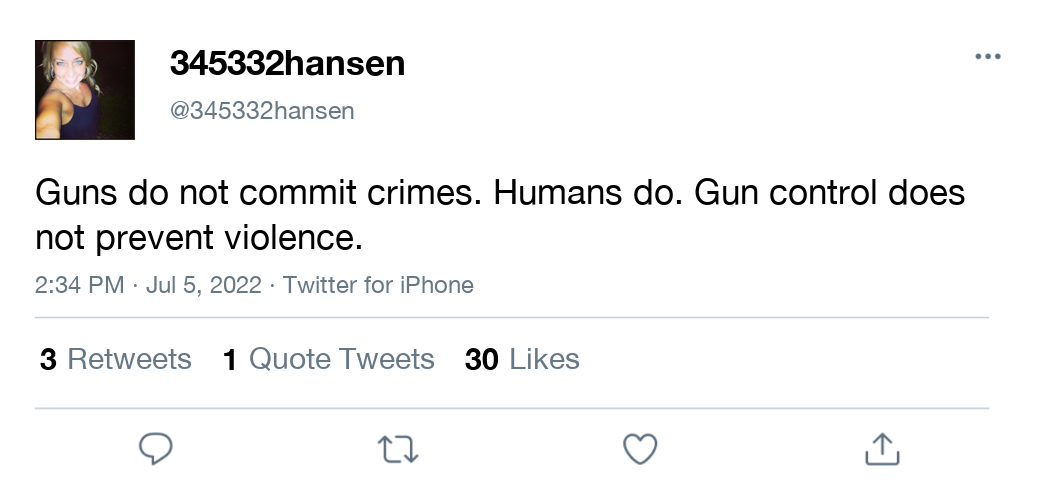 345332hansen
@345332hansen
Guns do not commit crimes. Humans do. Gun control does
not prevent violence.
2:34 PM · Jul 5, 2022 · Twitter for iPhone
3 Retweets 1 Quote Tweets 30 Likes